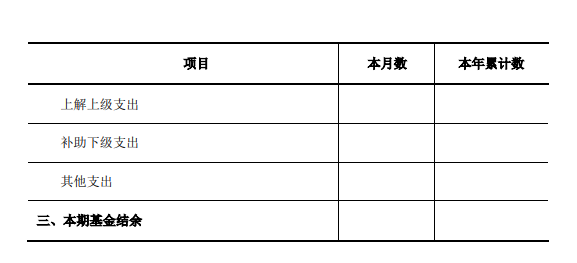 项目 本月数 本年累计数
上解上级支出
补助下级支出
其他支出
三、本期基金结余